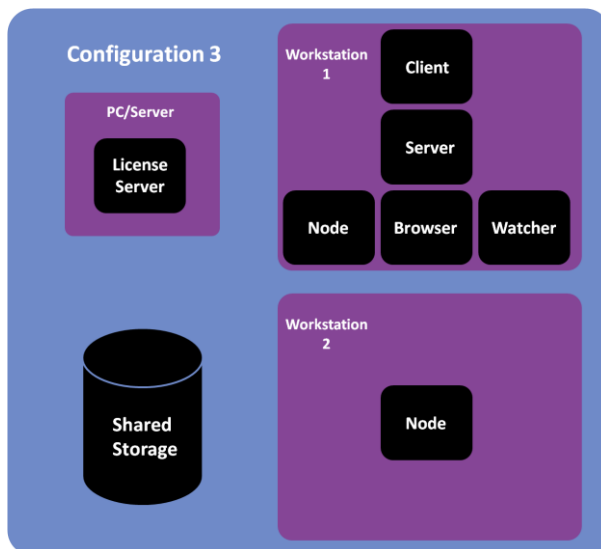 Configuration 3
PC/Server
License
Server
Shared
Storage
Workstation
1
Client
Server
Node
Browser
Watcher
Workstation
2
Node